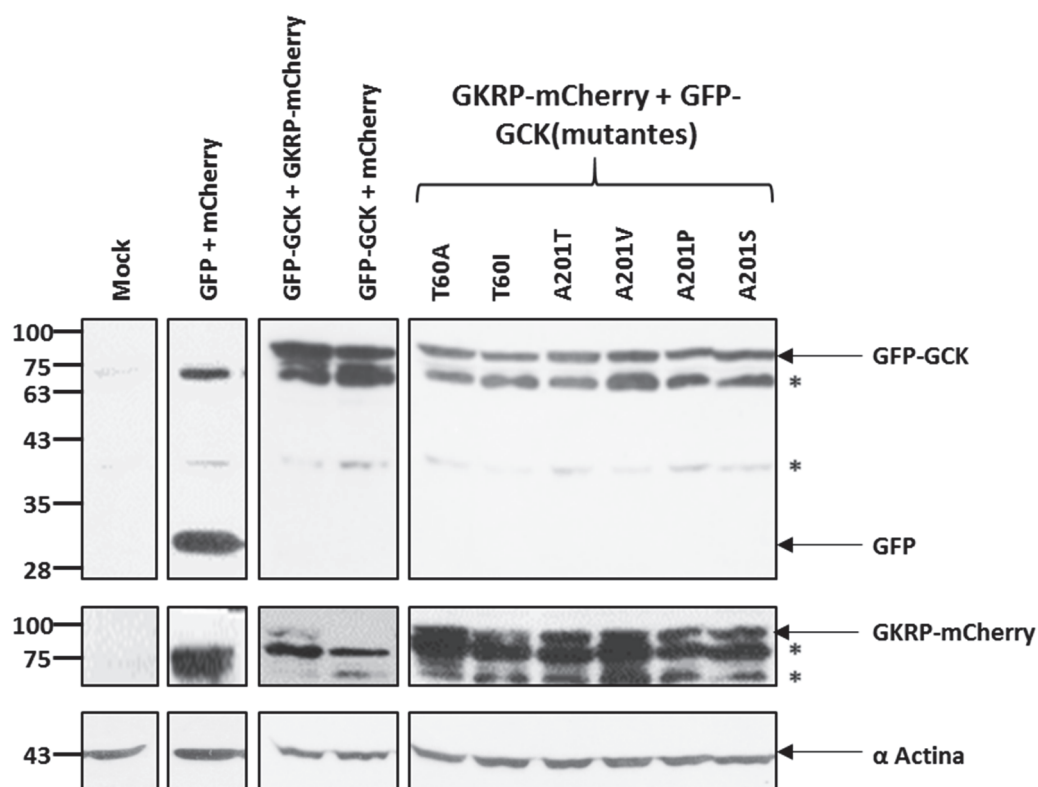 Mock
GFP + mCherry
GFP-GCK + GKRP-mCherry
GFP-GCK + mCherry
GKRP-mCherry + GFP-
GCK(mutantes)
T60A
T60I
A201T
A201V
A201P
A201S
100
75
63
43
35
28
GFP-GCK
*
*
GFP
100
75
GKRP-mCherry
*
*
43
α Actina